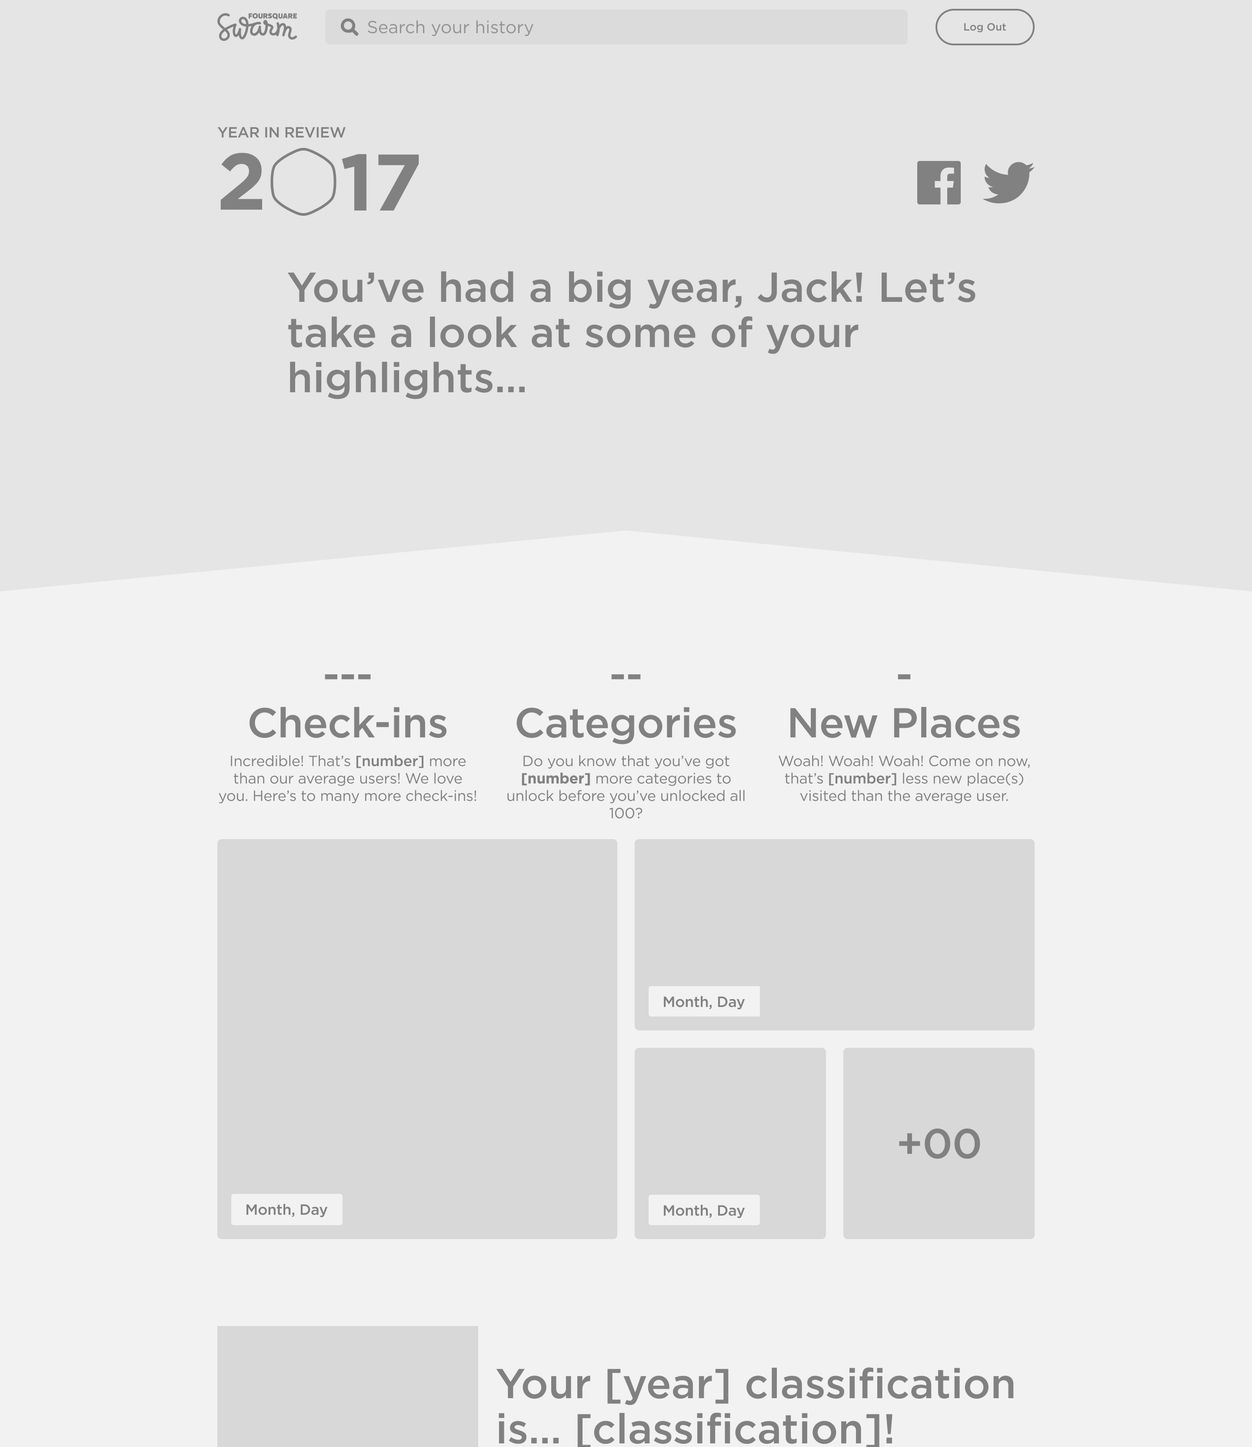 FOURSQUARE
Swarm
Search your history
Log Out
YEAR IN REVIEW
2017
You’ve had a big year, Jack! Let’s
take a look at some of your
highlights...
---
Check-ins
Incredible! That’s [number] more
than our average users! We love
you. Here’s to many more check-ins!
--
Categories
Do you know that you’ve got
[number] more categories to
unlock before you’ve unlocked all
100?
-
New Places
Woah! Woah! Woah! Come on now,
that’s [number] less new place(s)
visited than the average user.
Month, Day
Month, Day
Month, Day
+00
Your [year] classification
is... [classification]!